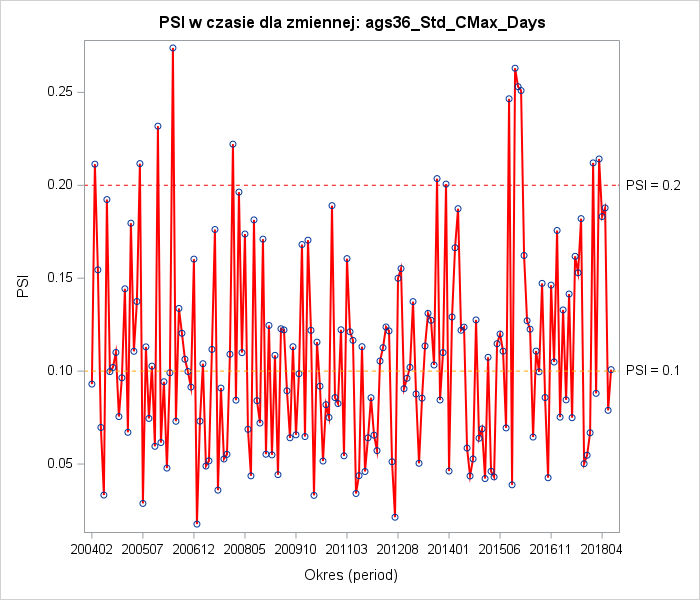 PSI w czasie dla zmiennej: ags36_Std_CMax_Days
0.25
0.20
0.15
0.10
0.05
PSI
PSI = 0.2
PSI = 0.1
200402 200507 200612 200805 200910 201103 201208 201401 201506 201611 201804
Okres (period)